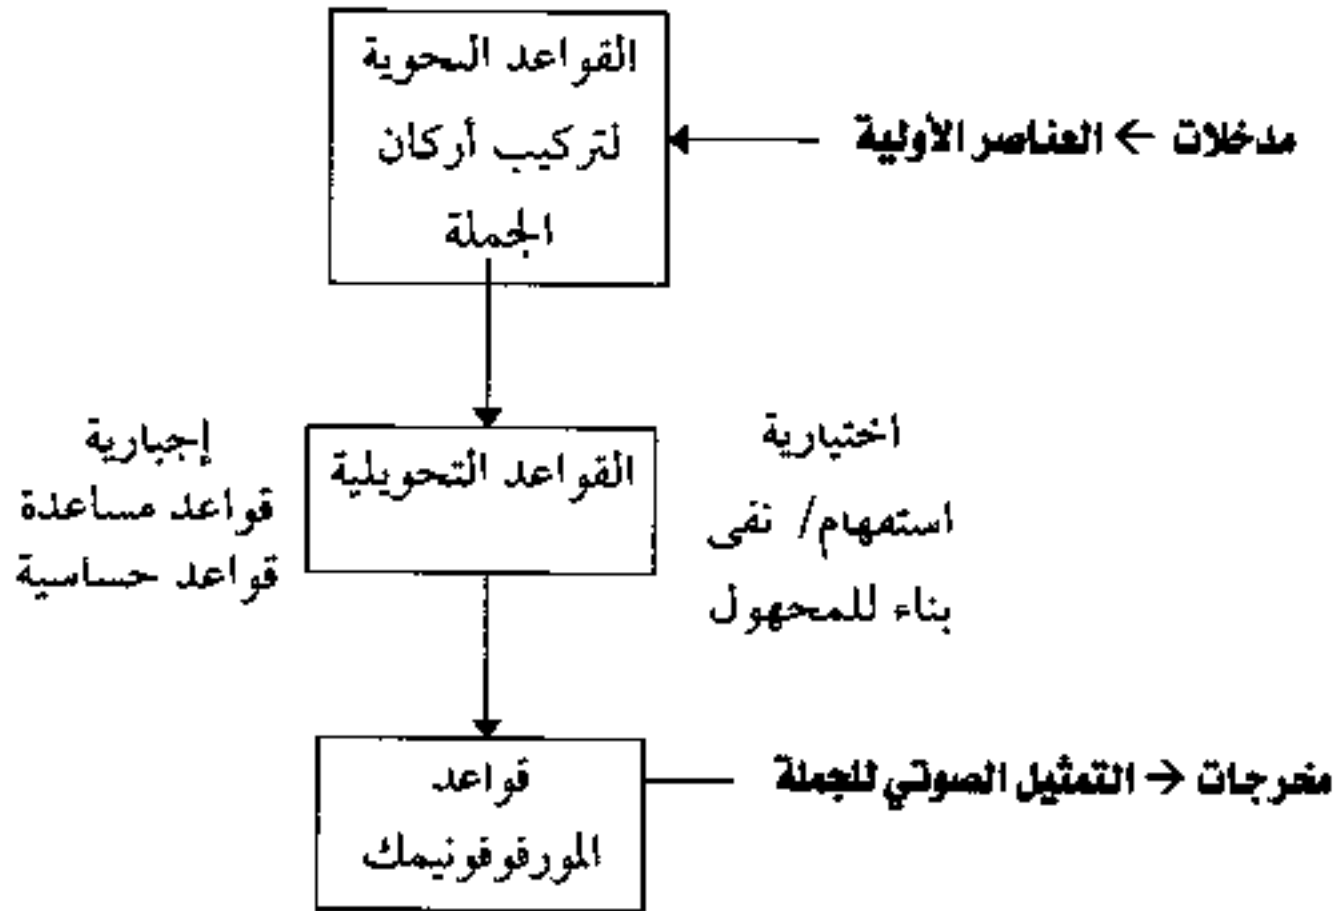 القواعد النحوية
لتركيب أركان
الجملة
مدخلات ← العناصر الأولية
القواعد التحويلية
اختيارية
استفهام/ نفى
بناء للمجهول
إجبارية
قواعد مساعدة
قواعد حساسية
قواعد
المورفوفونيمك
مخرجات → التمثيل الصوتي للجملة